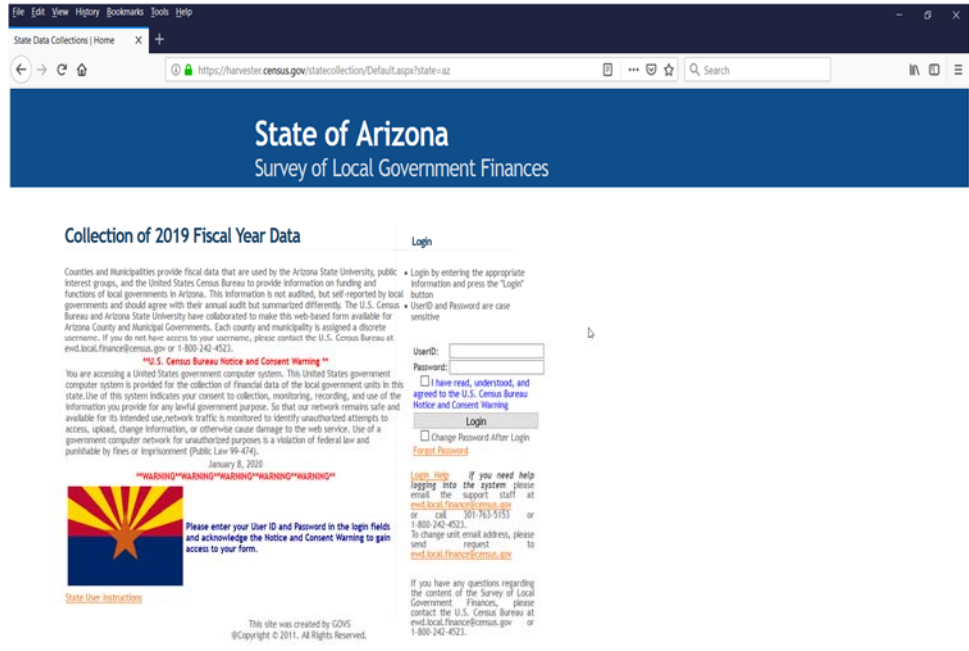 File Edit View History Bookmarks Tools Help
State Data Collections | Home
https://harvester.census.gov/statecollection/Default.aspx?state=az
Search
State of Arizona
Survey of Local Government Finances
Collection of 2019 Fiscal Year Data
Counties and Municipalities provide fiscal data that are used by the Arizona State University, public
interest groups, and the United States Census Bureau to provide information on funding and
functions of local governments in Arizona. This information is not audited, but self-reported by local
governments and should agree with their annual audit but summarized differently. The U.S. Census
Bureau and Arizona State University have collaborated to make this web-based form available for
Arizona County and Municipal Governments. Each county and municipality is assigned a discrete
username. If you do not have access to your username, please contact the U.S. Census Bureau at
ewd.local.finance@census.gov or 1-800-242-4523.
**U.S. Census Bureau Notice and Consent Warning **
You are accessing a United States government computer system. This United States government
computer system is provided for the collection of financial data of the local government units in this
state.Use of this system indicates your consent to collection, monitoring, recording, and use of the
information you provide for any lawful government purpose. So that our network remains safe and
available for its intended use,network traffic is monitored to identify unauthorized attempts to
access, upload, change information, or otherwise cause damage to the web service. Use of a
government computer network for unauthorized purposes is a violation of federal law and
punishable by fines or imprisonment (Public Law 99-474).
January 8, 2020
**WARNING**WARNING**WARNING**WARNING**WARNING**
Please enter your User ID and Password in the login fields
and acknowledge the Notice and Consent Warning to gain
access to your form.
State User Instructions
Login
• Login by entering the appropriate
information and press the "Login"
button
• UserID and Password are case
sensitive
UserID:
Password:
I have read, understood, and
agreed to the U.S. Census Bureau
Notice and Consent Warning
Login
Change Password After Login
Forgot Password
Login Help If you need help
logging into the system please
email the support staff at
ewd.local.finance@census.gov
or call 301-763-5153 or
1-800-242-4523.
To change unit email address, please
send request to
ewd.local.finance@census.gov
If you have any questions regarding
the content of the Survey of Local
Government Finances, please
contact the U.S. Census Bureau at
ewd.local.finance@census.gov or
1-800-242-4523.
This site was created by GOVS
@Copyright © 2011. All Rights Reserved.